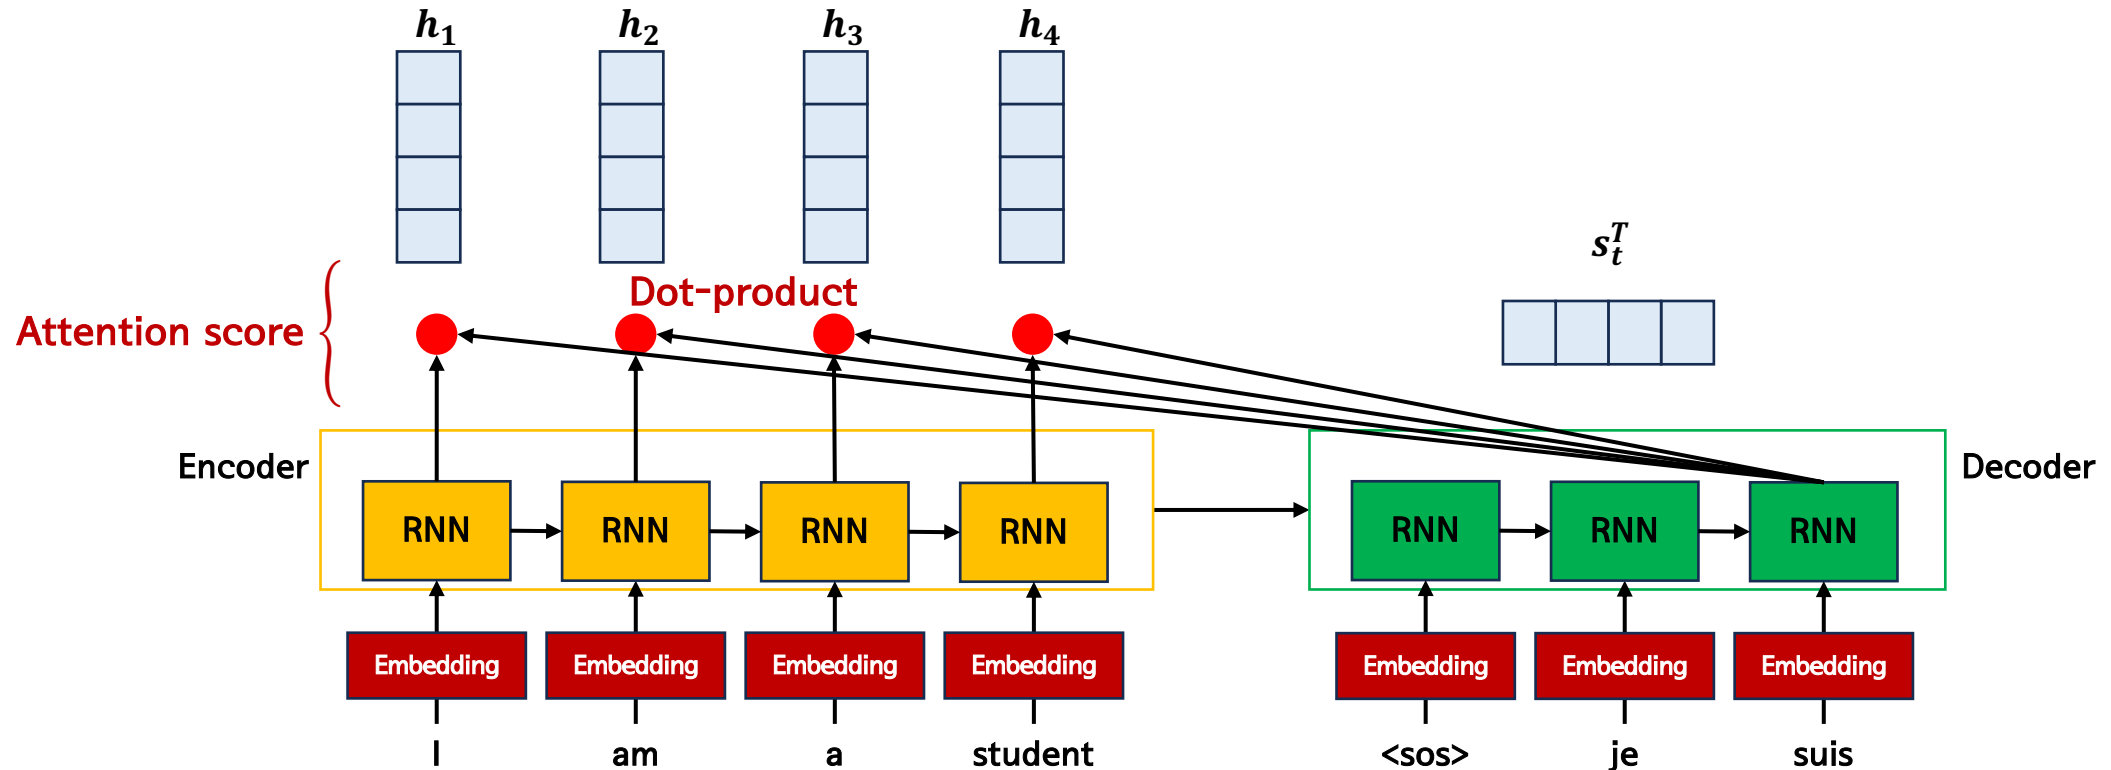 h₁ h₂ h₃ h₄
sₜᵀ
Dot-product
Attention score
Encoder
Decoder
RNN RNN RNN RNN RNN RNN RNN
Embedding Embedding Embedding Embedding Embedding Embedding Embedding
I am a student <sos> je suis